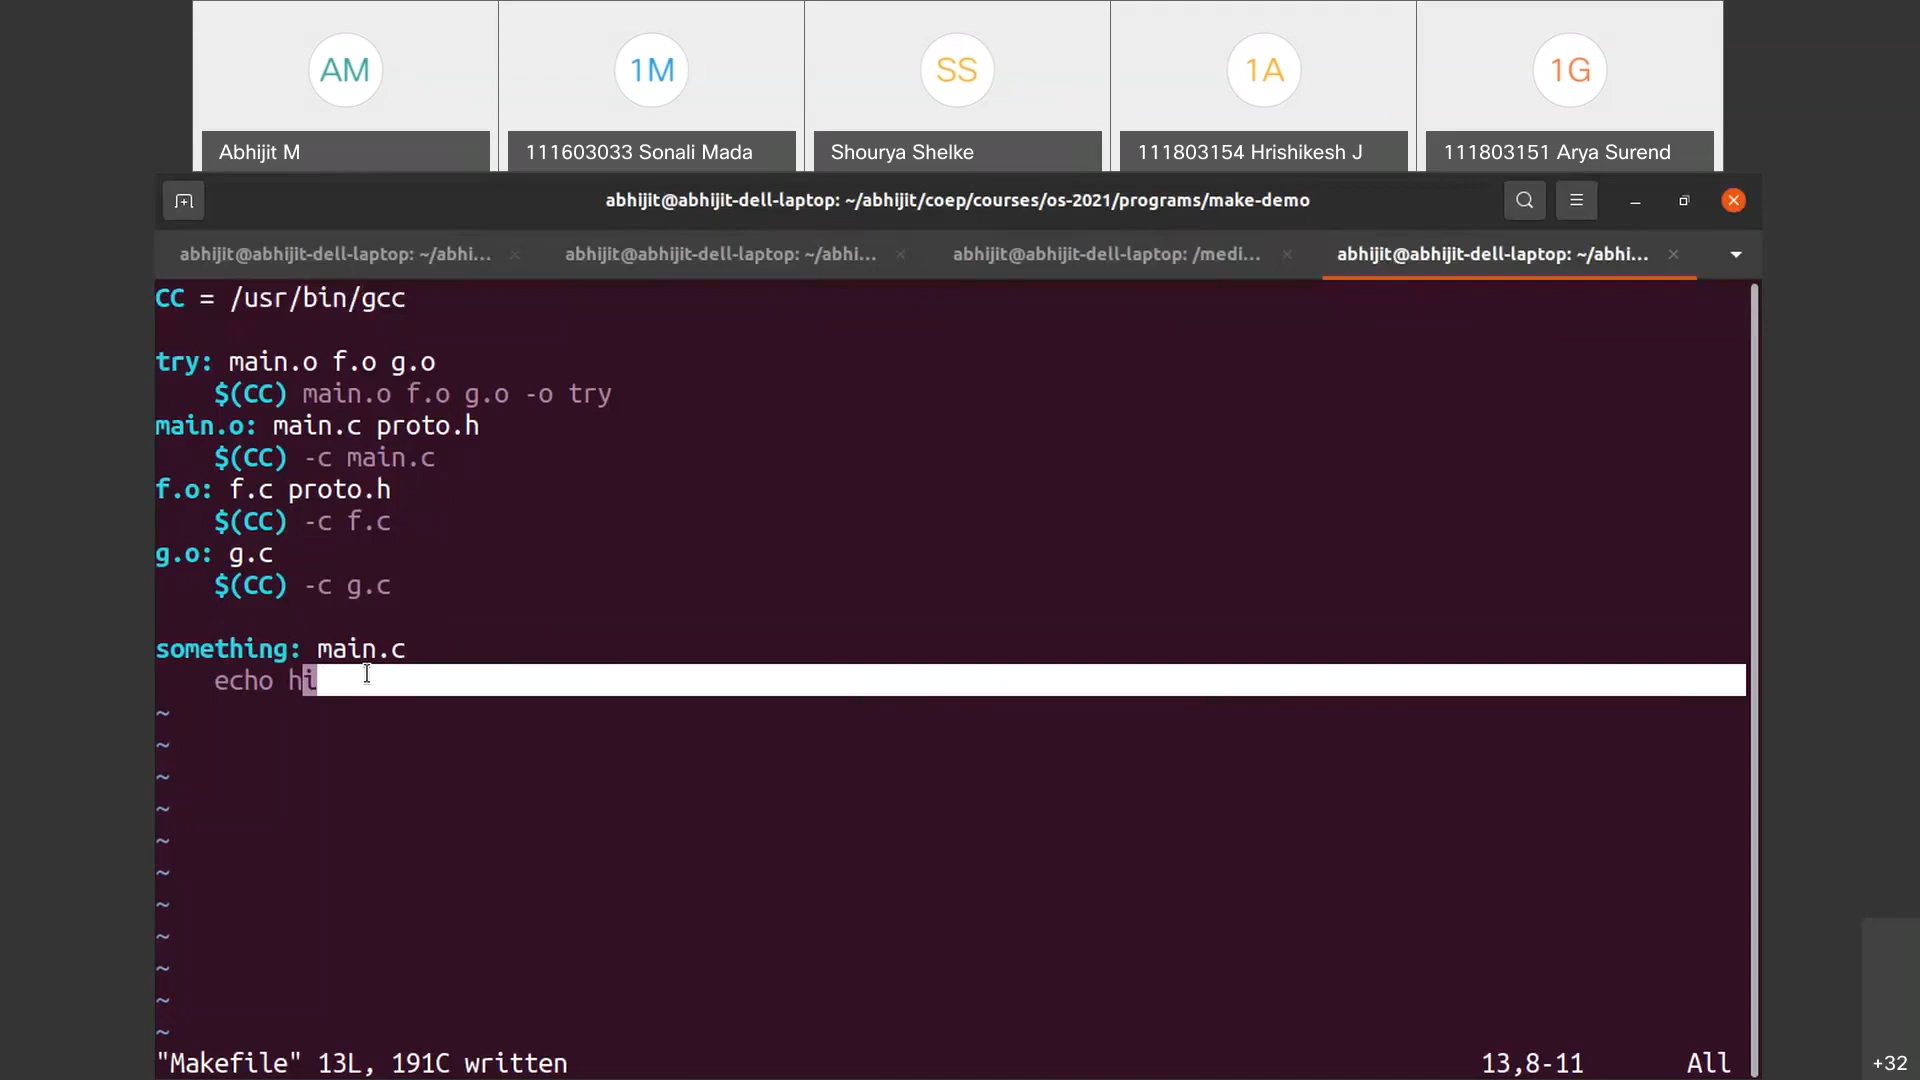 AM
1M
SS
1A
1G
Abhijit M
111603033 Sonali Mada
Shourya Shelke
111803154 Hrishikesh J
111803151 Arya Surend
abhijit@abhijit-dell-laptop: ~/abhijit/coep/courses/os-2021/programs/make-demo
abhijit@abhijit-dell-laptop: ~/abhi...
abhijit@abhijit-dell-laptop: ~/abhi...
abhijit@abhijit-dell-laptop: /medi...
abhijit@abhijit-dell-laptop: ~/abhi...
CC = /usr/bin/gcc
try: main.o f.o g.o
$(CC) main.o f.o g.o -o try
main.o: main.c proto.h
$(CC) -c main.c
f.o: f.c proto.h
$(CC) -c f.c
g.o: g.c
$(CC) -c g.c
something: main.c
echo hi
~
~
~
~
~
~
~
~
~
~
~
"Makefile" 13L, 191C written 13,8-11 All
+32